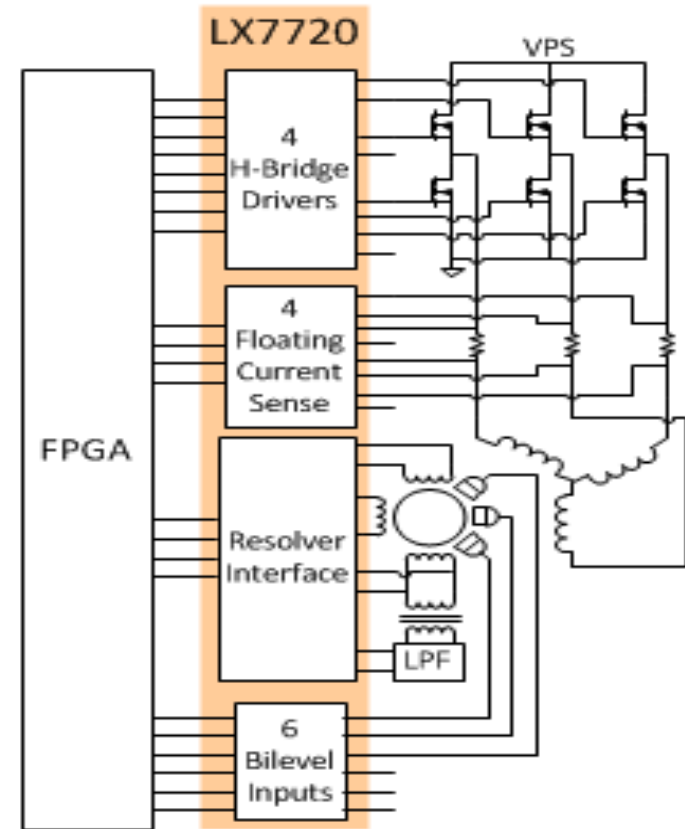 LX7720
VPS
4
H-Bridge
Drivers
4
Floating
Current
Sense
FPGA
Resolver
Interface
LPF
6
Bilevel
Inputs